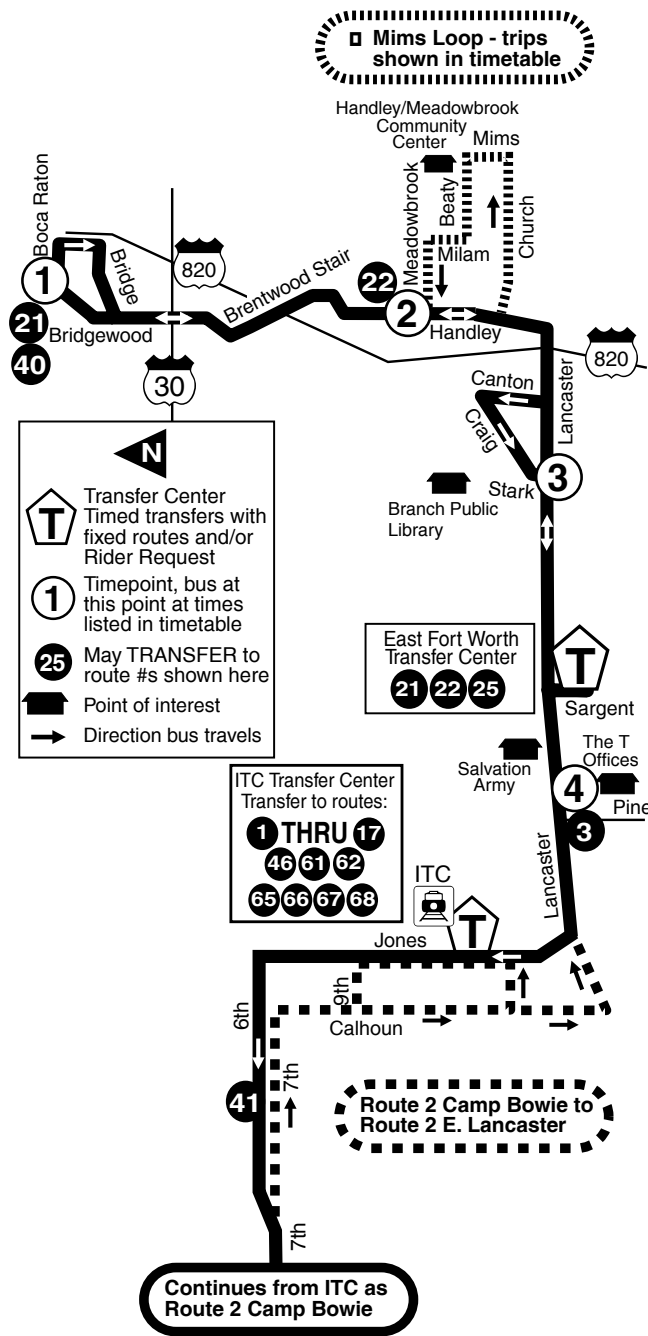 Mims Loop - trips
shown in timetable
Handley/Meadowbrook
Community
Center
Mims
Meadowbrook
Beaty
Church
Milam
Boca Raton
Bridge
820
Brentwood Stair
22
1
2
21
Bridgewood
Handley
40
30
820
Canton
Lancaster
Craig
3
Stark
Branch Public
Library
N
T
Transfer Center
Timed transfers with
fixed routes and/or
Rider Request
1
Timepoint, bus at
this point at times
listed in timetable
25
May TRANSFER to
route #s shown here
Point of interest
Direction bus travels
East Fort Worth
Transfer Center
21 22 25
T
Sargent
Salvation
Army
The T
Offices
4
Pine
3
Lancaster
ITC Transfer Center
Transfer to routes:
1 THRU 17
46 61 62
65 66 67 68
ITC
T
Jones
6th
9th
Calhoun
7th
41
Route 2 Camp Bowie to
Route 2 E. Lancaster
7th
Continues from ITC as
Route 2 Camp Bowie